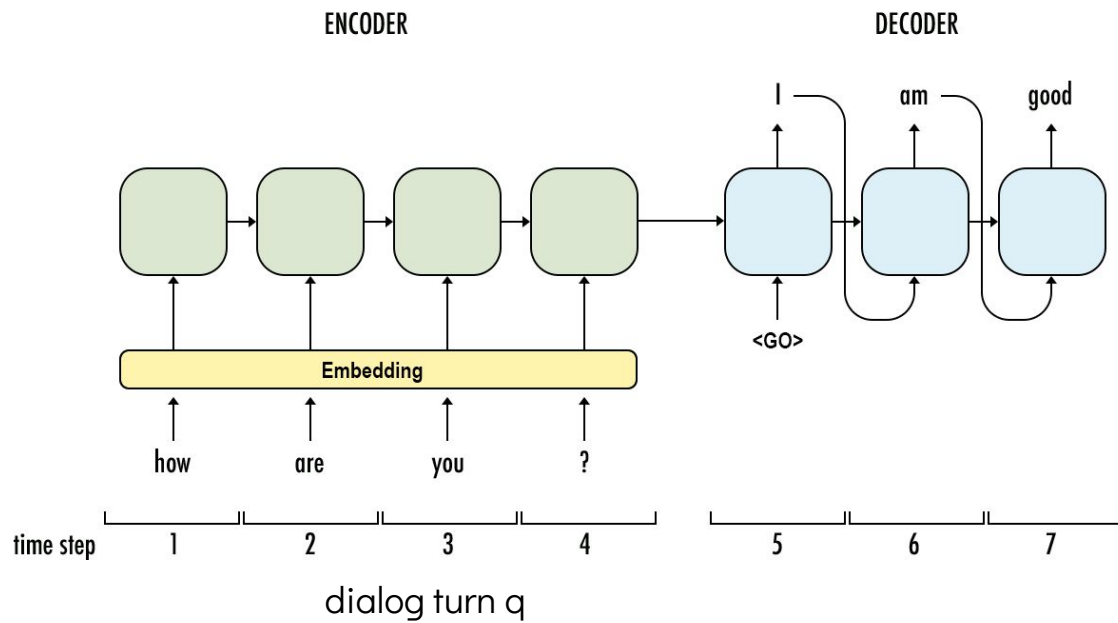 ENCODER DECODER
I am good
<GO>
Embedding
how are you ?
time step 1 2 3 4 5 6 7
dialog turn q